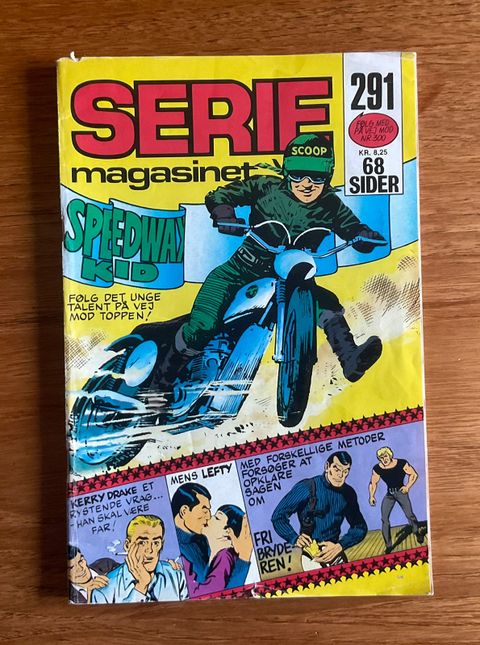 SERIE
magasinet
291
FØLG MED
PÅ VEJ MOD
NR. 300
KR. 8,25
68
SIDER
SCOOP
SPEEDWAY
KID
FØLG DET UNGE
TALENT PÅ VEJ
MOD TOPPEN!
KERRY DRAKE ET
RYSTENDE VRAG...
HAN SKAL VÆRE
FAR!
MENS LEFTY
MED FORSKELLIGE METODER
FORSØGER AT
OPKLARE
SAGEN
OM
FRI
BRYDE-
REN!